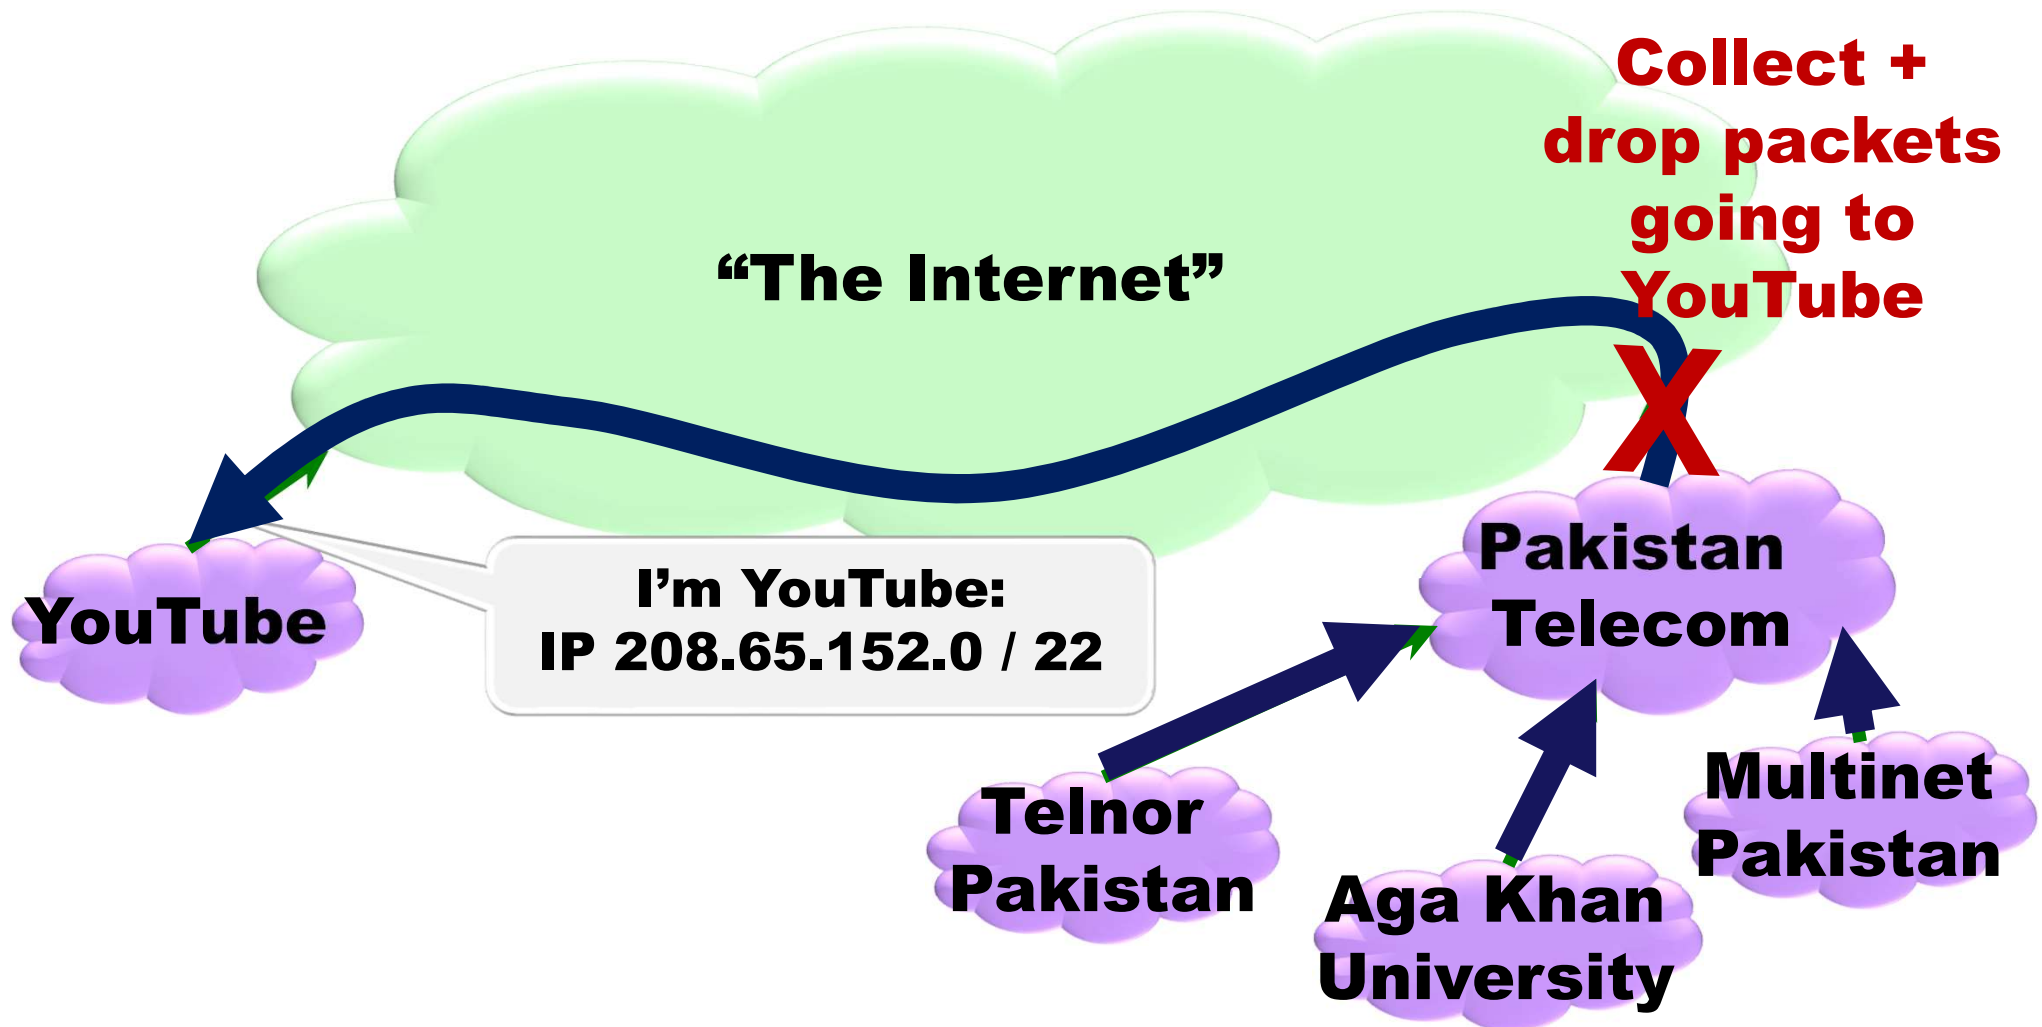 Collect +
drop packets
going to
YouTube
“The Internet”
I’m YouTube:
IP 208.65.152.0 / 22
YouTube
Pakistan
Telecom
Telnor
Pakistan
Aga Khan
University
Multinet
Pakistan
X